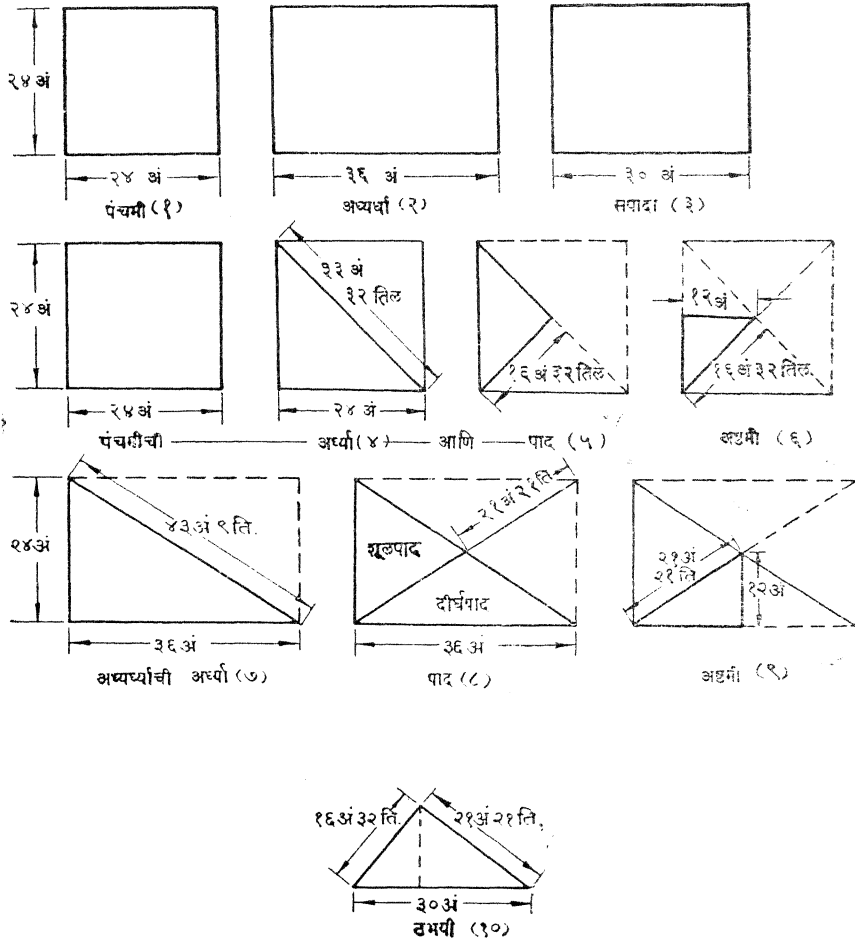 २४ अं
२४ अं
३६ अं
३० अं
पंचमी (१)
अध्यर्धा (२)
सपादा (३)
२४ अं
३३ अं
३२ तिल
१६ अं ३२ तिल
१२ अं
१६ अं ३२ तिल
२४ अं
२४ अं
पंचमीची — अर्ध्या (४) — आणि — पाद (५)
अष्टमी (६)
२४ अं
४३ अं ९ ति.
२१ अं २१ ति.
शूलपाद
दीर्घपाद
२१ अं
२१ ति
१२ अं
३६ अं
३६ अं
अध्यर्ध्याची अर्ध्या (७)
पाद (८)
अष्टमी (९)
१६ अं ३२ ति.
२१ अं २१ ति.
३० अं
उभयी (१०)